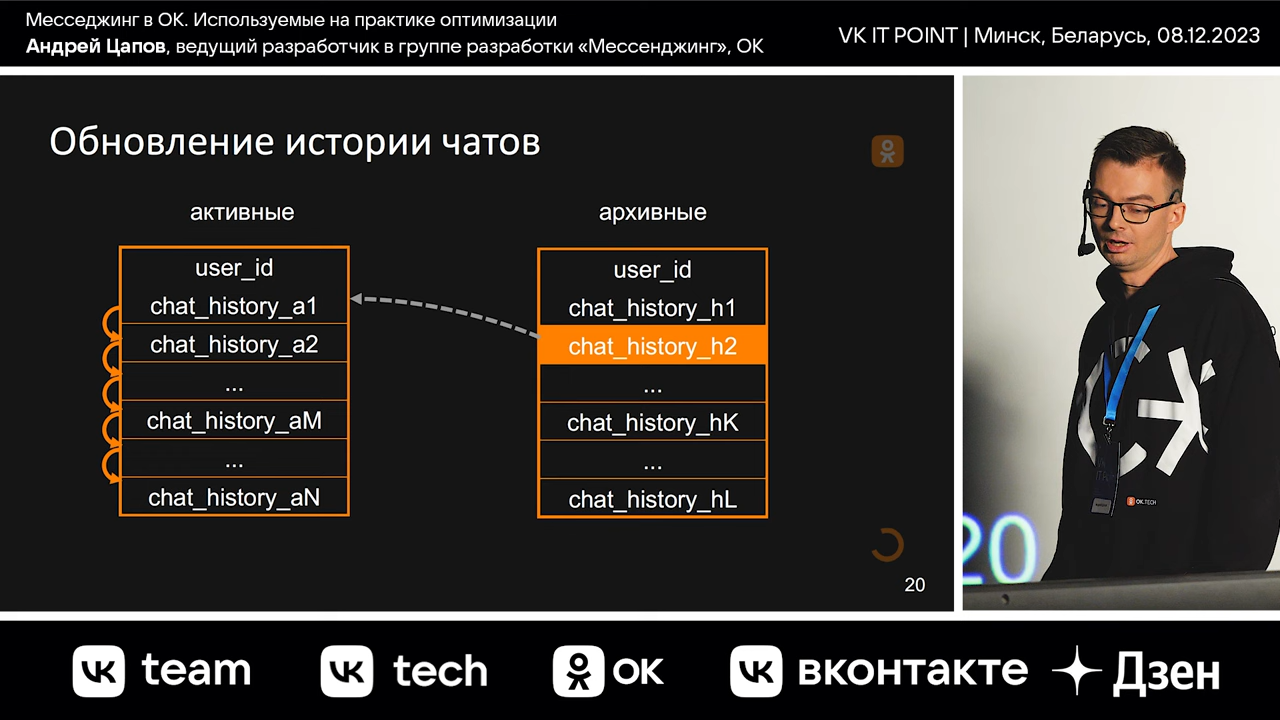 Месседжинг в ОК. Используемые на практике оптимизации
Андрей Цапов, ведущий разработчик в группе разработки «Мессенджинг», ОК
VK IT POINT | Минск, Беларусь, 08.12.2023
Обновление истории чатов
активные
user_id
chat_history_a1
chat_history_a2
...
chat_history_aM
...
chat_history_aN
архивные
user_id
chat_history_h1
chat_history_h2
...
chat_history_hK
...
chat_history_hL
20
20
OK.TECH
team
tech
ок
вконтакте
Дзен